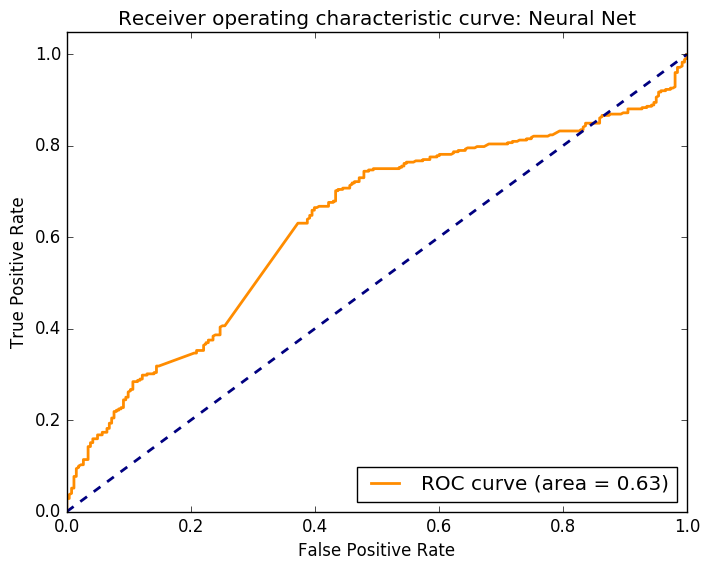 Receiver operating characteristic curve: Neural Net
1.0
0.8
0.6
0.4
0.2
0.0
True Positive Rate
ROC curve (area = 0.63)
0.0 0.2 0.4 0.6 0.8 1.0
False Positive Rate